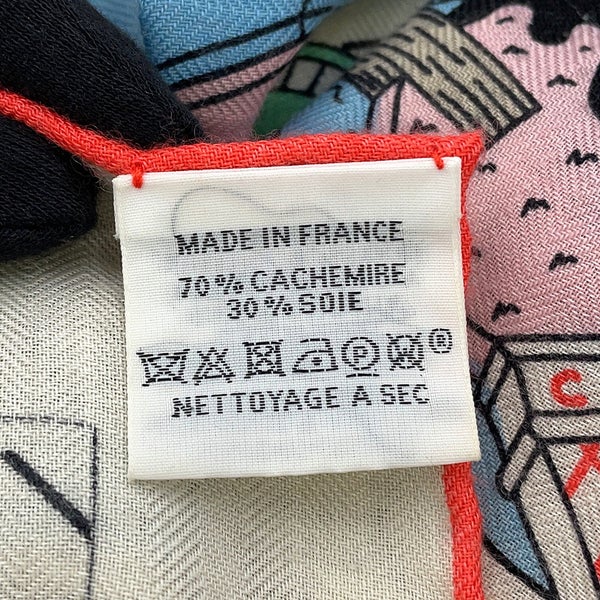 MADE IN FRANCE
70 % CACHEMIRE
30 % SOIE
P ®
NETTOYAGE A SEC
C